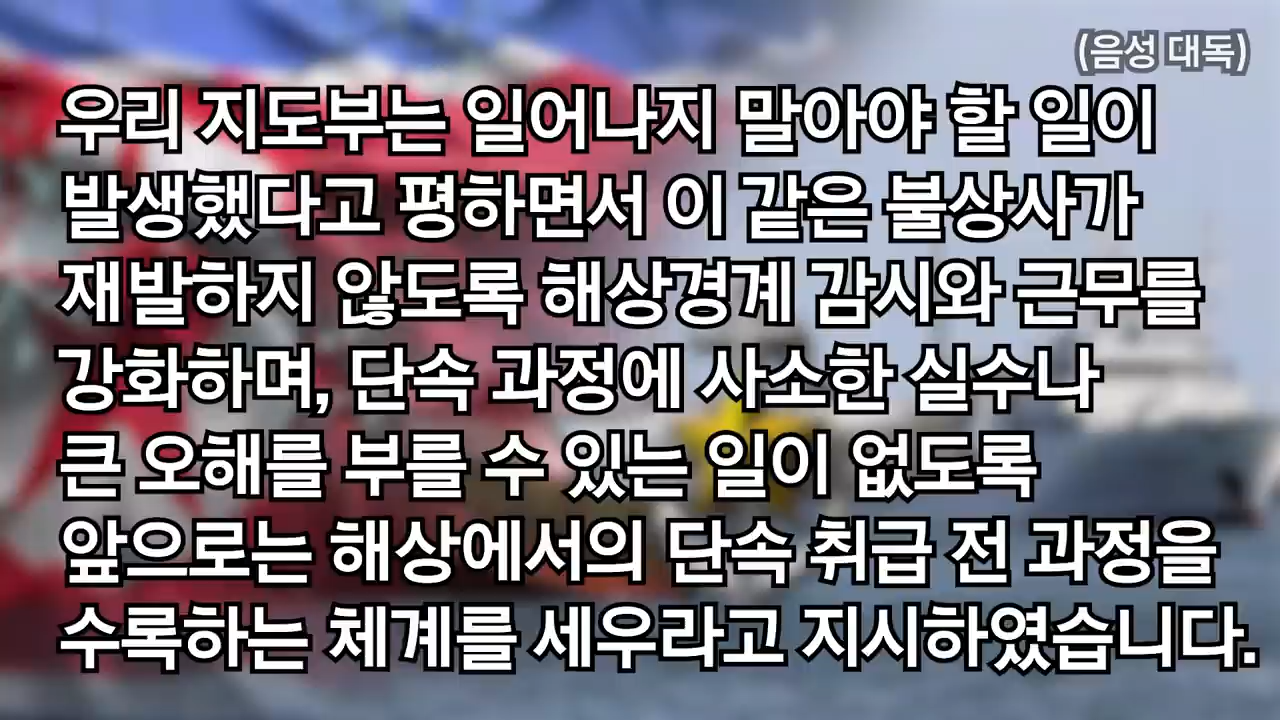 (음성 대독)
우리 지도부는 일어나지 말아야 할 일이
발생했다고 평하면서 이 같은 불상사가
재발하지 않도록 해상경계 감시와 근무를
강화하며, 단속 과정에 사소한 실수나
큰 오해를 부를 수 있는 일이 없도록
앞으로는 해상에서의 단속 취급 전 과정을
수록하는 체계를 세우라고 지시하였습니다.